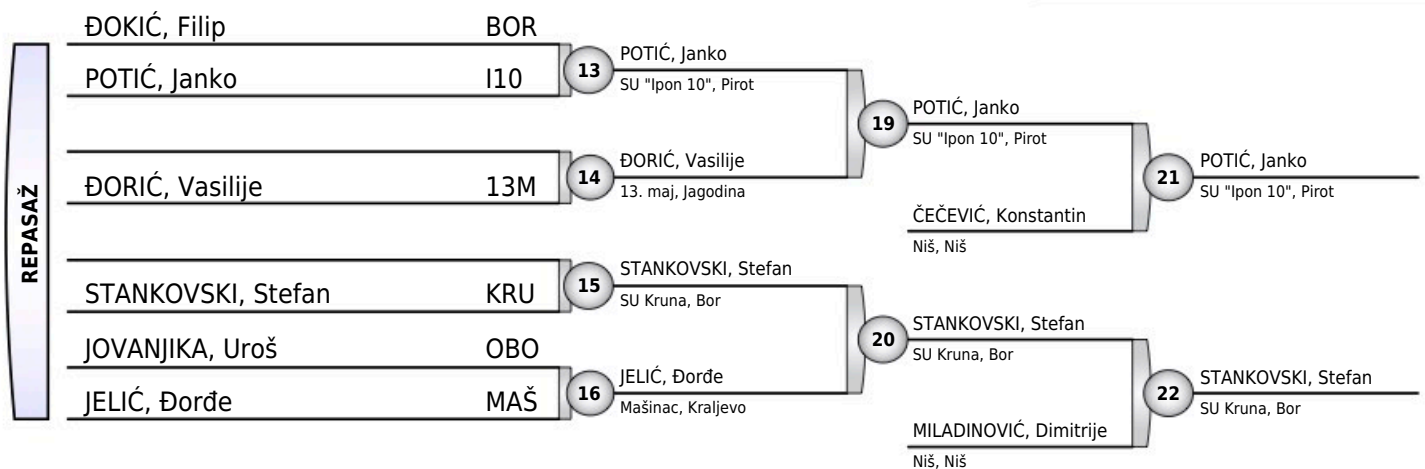 REPASAŽ
ĐOKIĆ, Filip BOR
POTIĆ, Janko I10
ĐORIĆ, Vasilije 13M
STANKOVSKI, Stefan KRU
JOVANJIKA, Uroš OBO
JELIĆ, Đorđe MAŠ
13
POTIĆ, Janko
SU "Ipon 10", Pirot
14
ĐORIĆ, Vasilije
13. maj, Jagodina
15
STANKOVSKI, Stefan
SU Kruna, Bor
16
JELIĆ, Đorđe
Mašinac, Kraljevo
19
POTIĆ, Janko
SU "Ipon 10", Pirot
ČEČEVIĆ, Konstantin
Niš, Niš
20
STANKOVSKI, Stefan
SU Kruna, Bor
MILADINOVIĆ, Dimitrije
Niš, Niš
21
POTIĆ, Janko
SU "Ipon 10", Pirot
22
STANKOVSKI, Stefan
SU Kruna, Bor